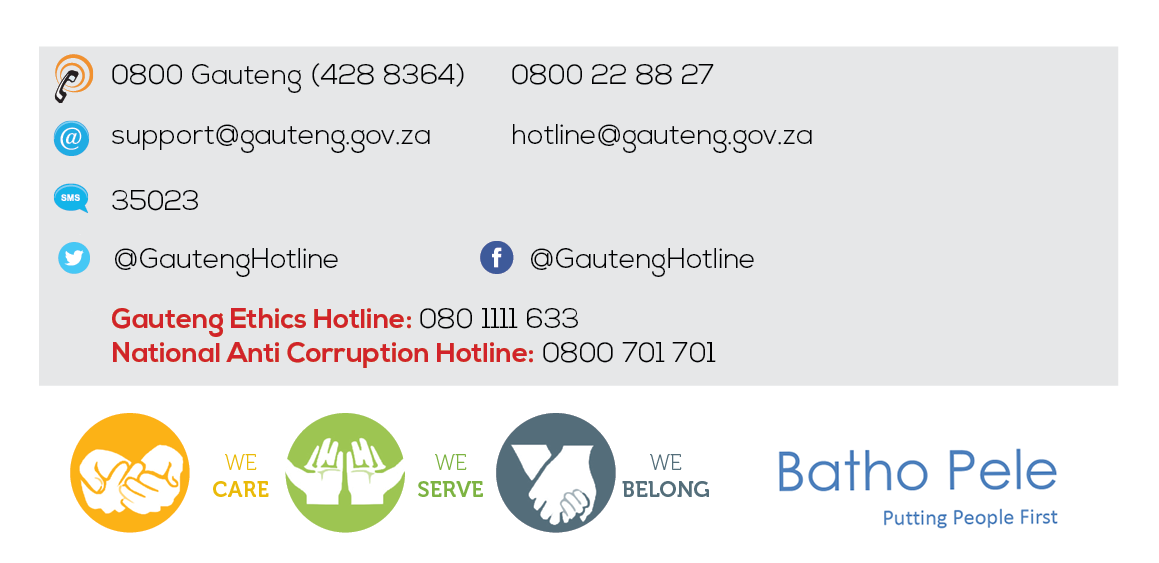 0800 Gauteng (428 8364) 0800 22 88 27
@ support@gauteng.gov.za hotline@gauteng.gov.za
SMS 35023
@GautengHotline f @GautengHotline
Gauteng Ethics Hotline: 080 1111 633
National Anti Corruption Hotline: 0800 701 701
WE CARE
WE SERVE
WE BELONG
Batho Pele
Putting People First